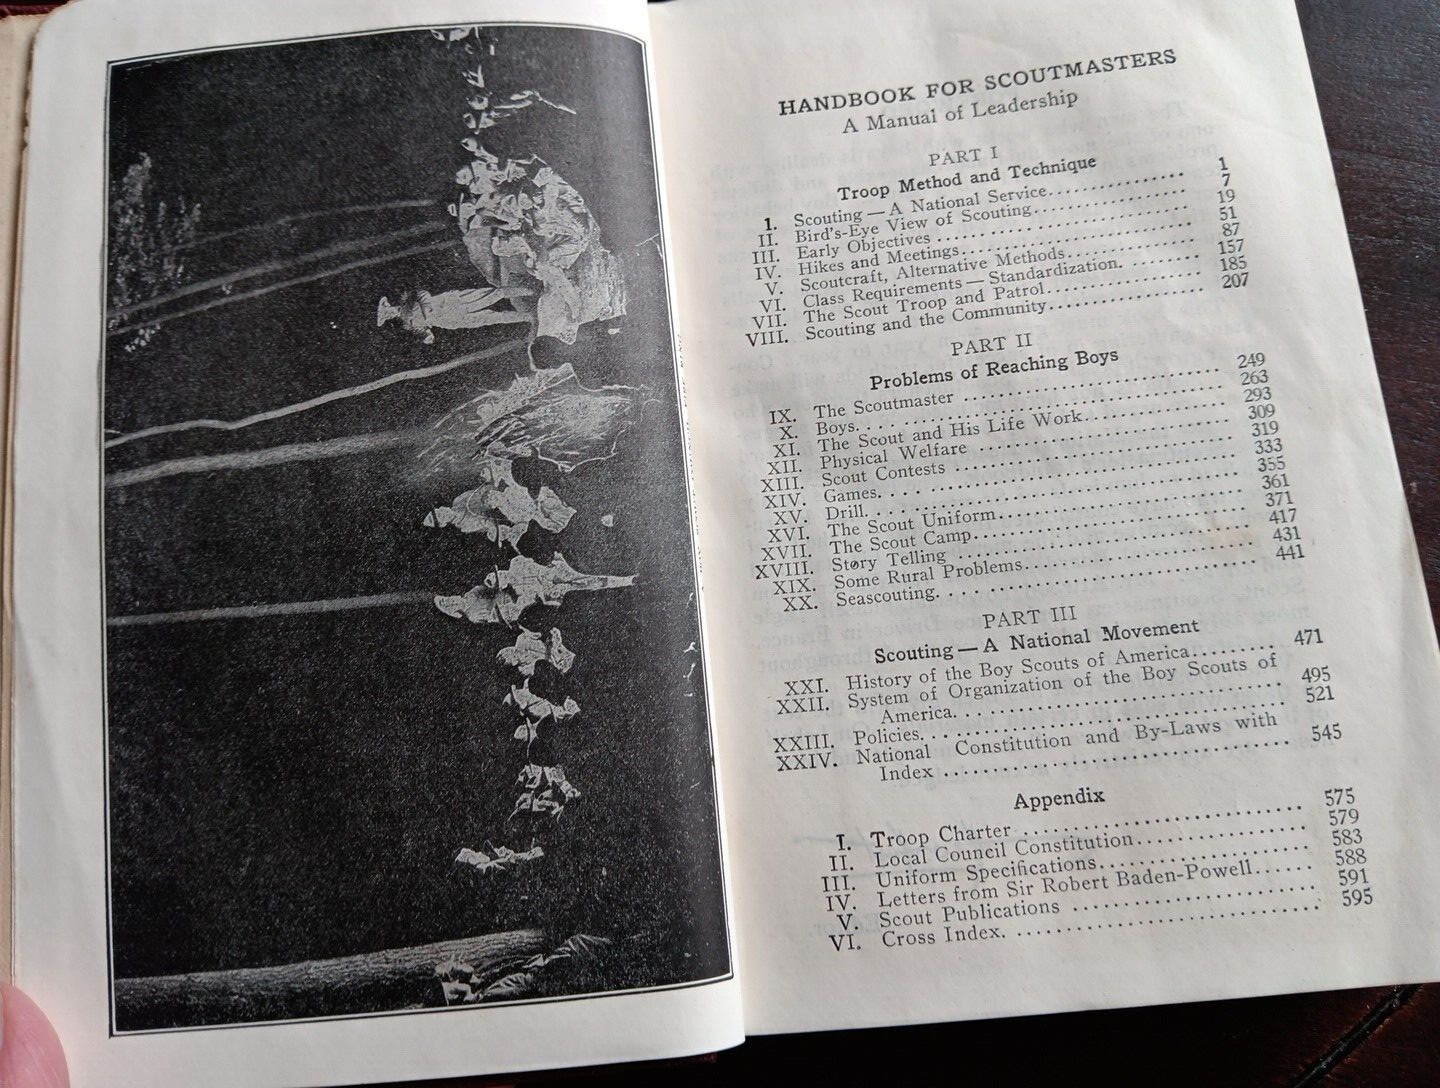 HANDBOOK FOR SCOUTMASTERS
A Manual of Leadership
PART I
Troop Method and Technique
I. Scouting — A National Service 1
II. Bird's-Eye View of Scouting 7
III. Early Objectives 19
IV. Hikes and Meetings 51
V. Scoutcraft, Alternative Methods 87
VI. Class Requirements — Standardization 157
VII. The Scout Troop and Patrol 185
VIII. Scouting and the Community 207
PART II
Problems of Reaching Boys
IX. The Scoutmaster 249
X. Boys 263
XI. The Scout and His Life Work 293
XII. Physical Welfare 309
XIII. Scout Contests 319
XIV. Games 333
XV. Drill 355
XVI. The Scout Uniform 361
XVII. The Scout Camp 371
XVIII. Story Telling 417
XIX. Some Rural Problems 431
XX. Seascouting 441
PART III
Scouting — A National Movement
XXI. History of the Boy Scouts of America 471
XXII. System of Organization of the Boy Scouts of
America 495
XXIII. Policies 521
XXIV. National Constitution and By-Laws with
Index 545
Appendix
I. Troop Charter 575
II. Local Council Constitution 579
III. Uniform Specifications 583
IV. Letters from Sir Robert Baden-Powell 588
V. Scout Publications 591
VI. Cross Index 595